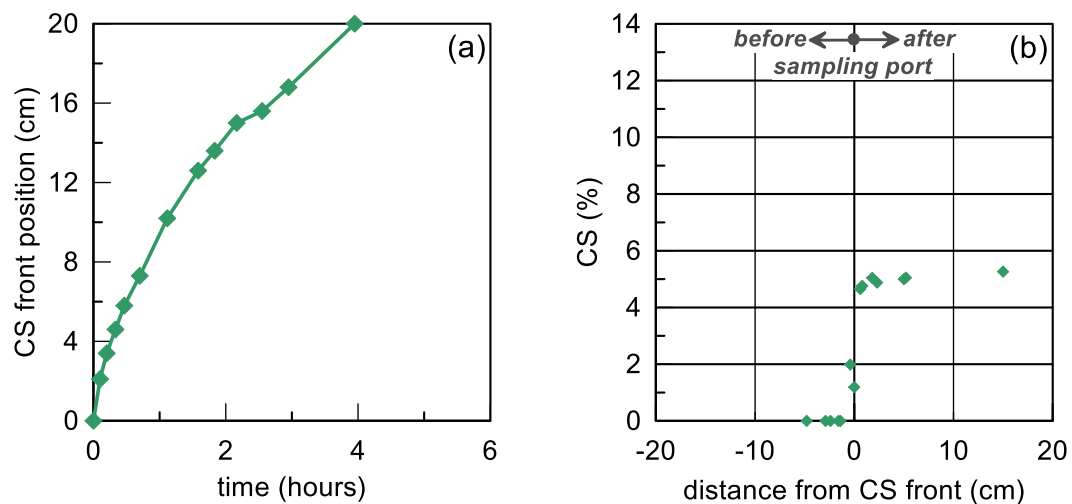 (a)
20
16
12
8
4
0
CS front position (cm)
0
2
4
6
time (hours)
(b)
before
after
sampling port
14
12
10
8
6
4
2
0
CS (%)
-20
-10
0
10
20
distance from CS front (cm)